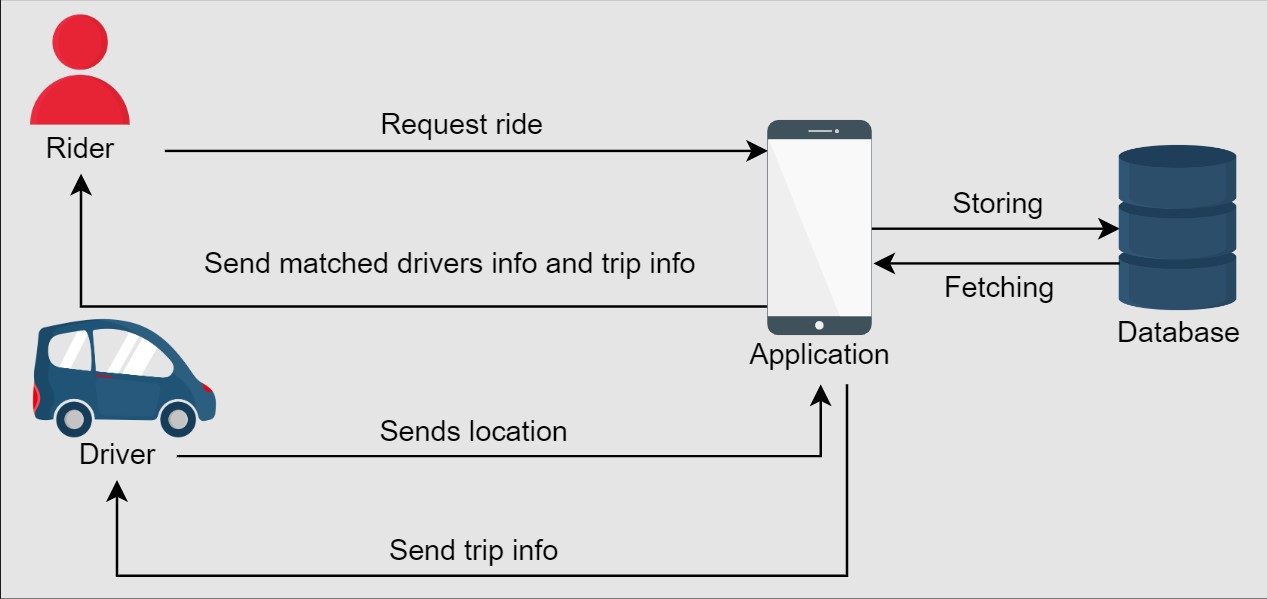 Rider
Request ride
Storing
Send matched drivers info and trip info
Fetching
Database
Application
Sends location
Driver
Send trip info